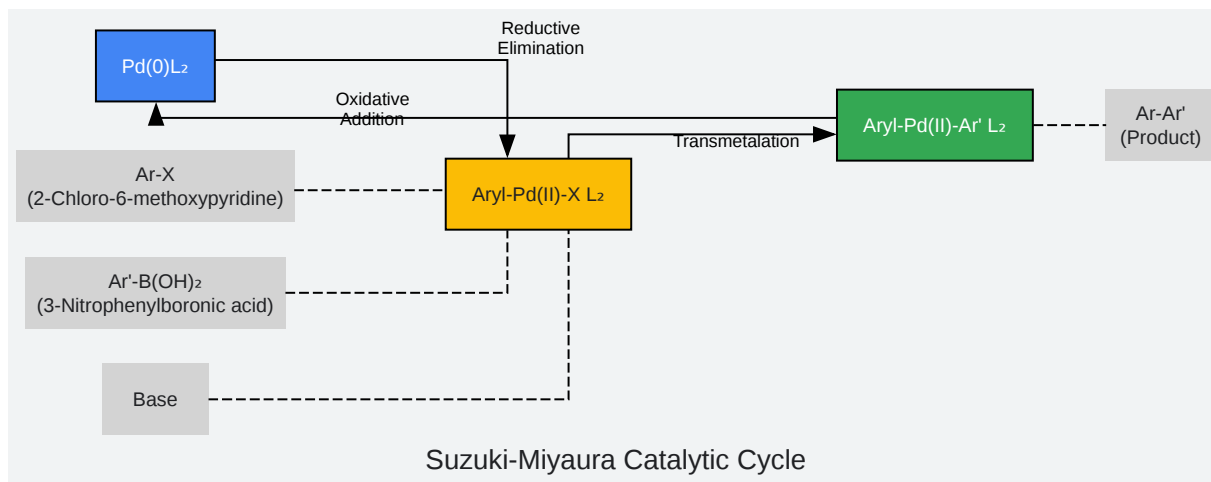 Reductive
Elimination
Pd(0)L₂
Oxidative
Addition
Transmetalation
Aryl-Pd(II)-Ar' L₂
Ar-Ar'
(Product)
Ar-X
(2-Chloro-6-methoxypyridine)
Aryl-Pd(II)-X L₂
Ar'-B(OH)₂
(3-Nitrophenylboronic acid)
Base
Suzuki-Miyaura Catalytic Cycle